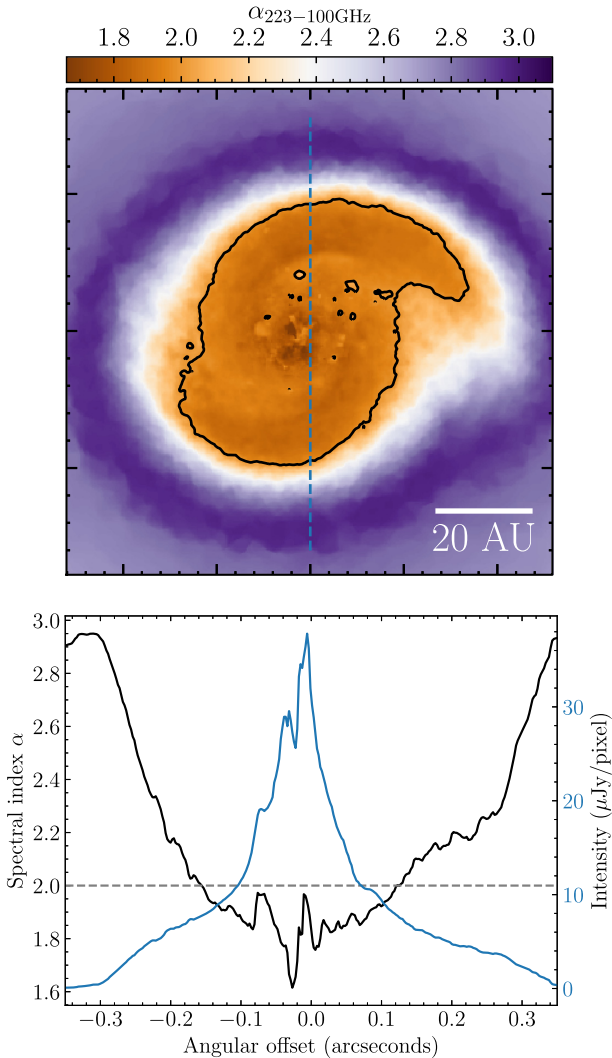 α223−100GHz
1.8 2.0 2.2 2.4 2.6 2.8 3.0
20 AU
3.0
2.8
2.6
2.4
2.2
2.0
1.8
1.6
Spectral index α
30
20
10
0
Intensity (μJy/pixel)
−0.3 −0.2 −0.1 0.0 0.1 0.2 0.3
Angular offset (arcseconds)